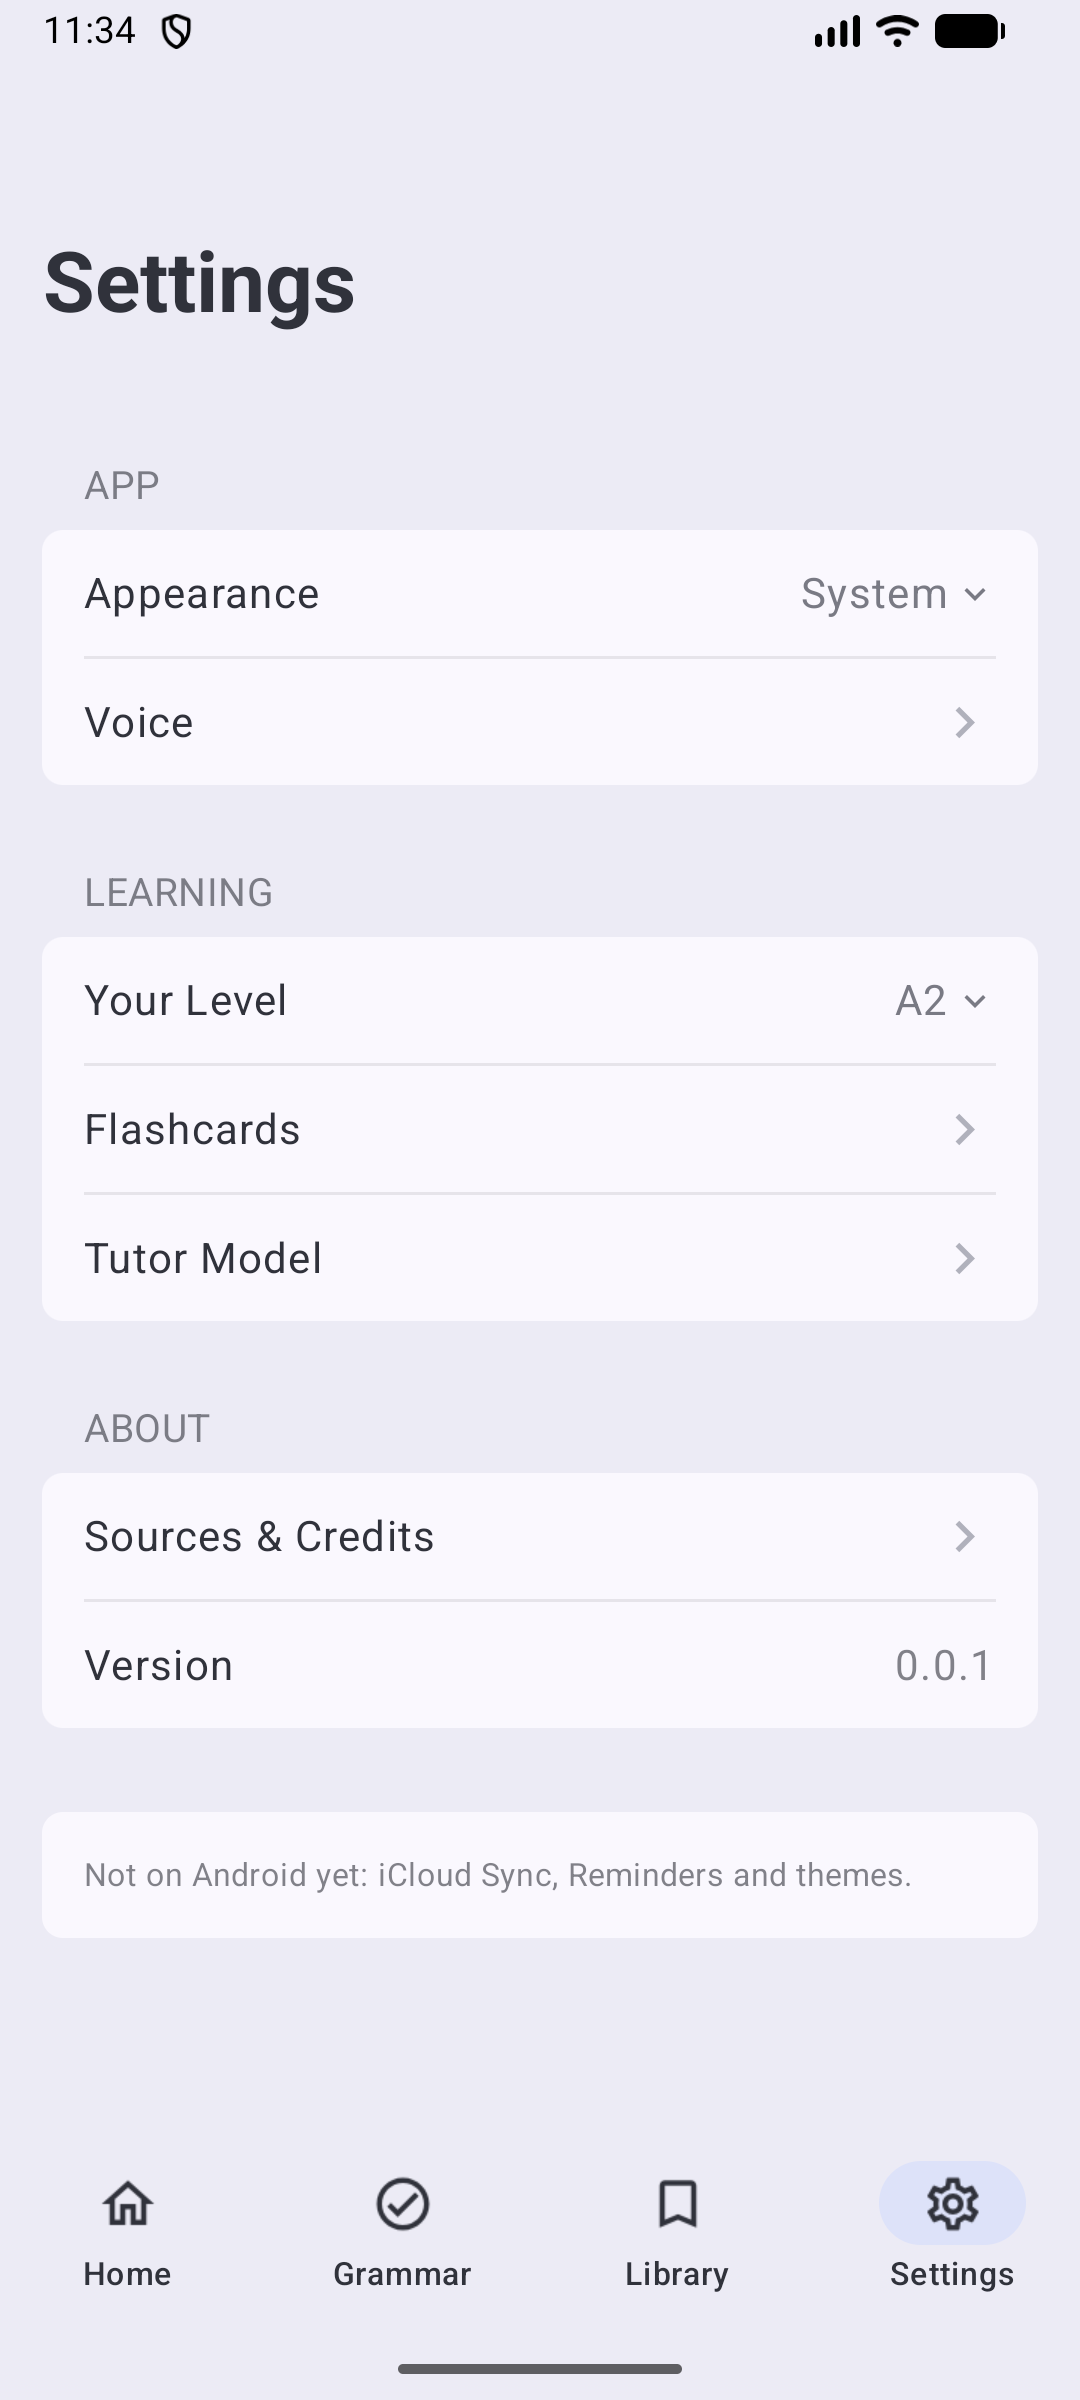 11:34
Settings
APP
Appearance System
Voice
LEARNING
Your Level A2
Flashcards
Tutor Model
ABOUT
Sources & Credits
Version 0.0.1
Not on Android yet: iCloud Sync, Reminders and themes.
Home Grammar Library Settings